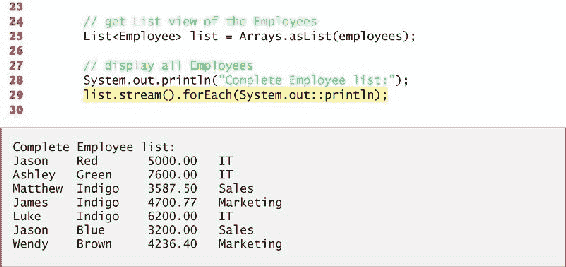 23
24 // get List view of the Employees
25 List<Employee> list = Arrays.asList(employees);
26
27 // display all Employees
28 System.out.println("Complete Employee list:");
29 list.stream().forEach(System.out::println);
30
Complete Employee list:
Jason Red 5000.00 IT
Ashley Green 7600.00 IT
Matthew Indigo 3587.50 Sales
James Indigo 4700.77 Marketing
Luke Indigo 6200.00 IT
Jason Blue 3200.00 Sales
Wendy Brown 4236.40 Marketing